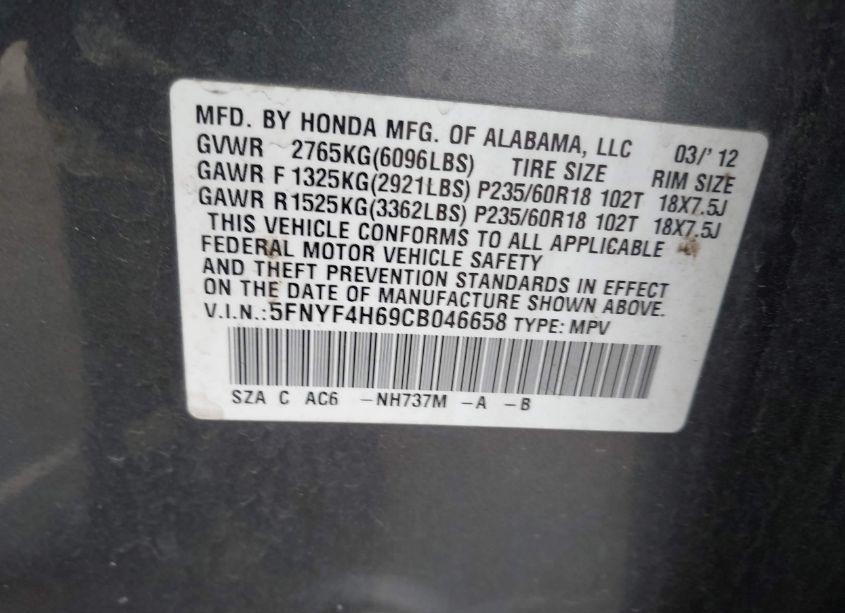 MFD. BY HONDA MFG. OF ALABAMA, LLC 03/'12
GVWR 2765KG(6096LBS) TIRE SIZE RIM SIZE
GAWR F 1325KG(2921LBS) P235/60R18 102T 18X7.5J
GAWR R1525KG(3362LBS) P235/60R18 102T 18X7.5J
THIS VEHICLE CONFORMS TO ALL APPLICABLE
FEDERAL MOTOR VEHICLE SAFETY
AND THEFT PREVENTION STANDARDS IN EFFECT
ON THE DATE OF MANUFACTURE SHOWN ABOVE.
V.I.N.:5FNYF4H69CB046658 TYPE: MPV
SZA C AC6 -NH737M -A -B